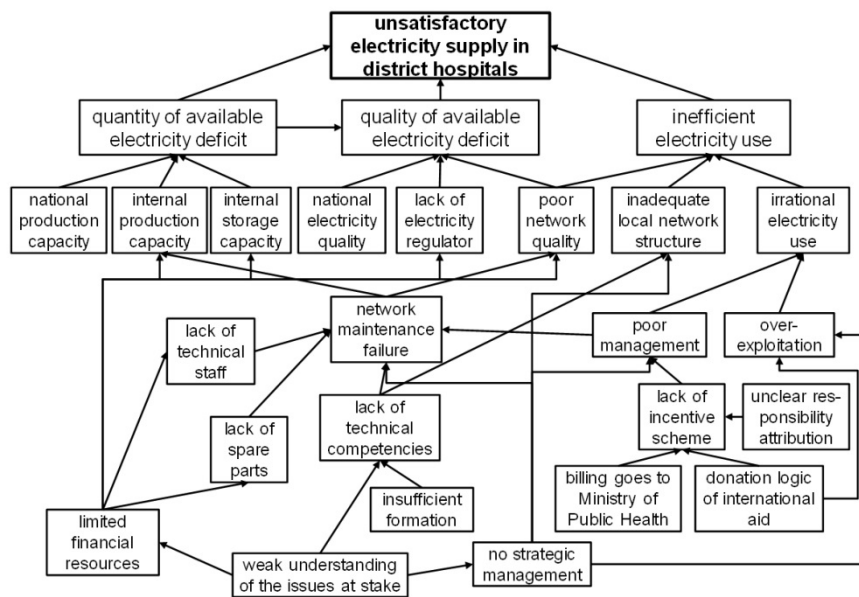 unsatisfactory
electricity supply in
district hospitals
quantity of available
electricity deficit
quality of available
electricity deficit
inefficient
electricity use
national
production
capacity
internal
production
capacity
internal
storage
capacity
national
electricity
quality
lack of
electricity
regulator
poor
network
quality
inadequate
local network
structure
irrational
electricity
use
network
maintenance
failure
lack of
technical
staff
poor
management
over-
exploitation
lack of
spare
parts
lack of
technical
competencies
lack of
incentive
scheme
unclear res-
ponsibility
attribution
insufficient
formation
billing goes to
Ministry of
Public Health
donation logic
of international
aid
limited
financial
resources
weak understanding
of the issues at stake
no strategic
management